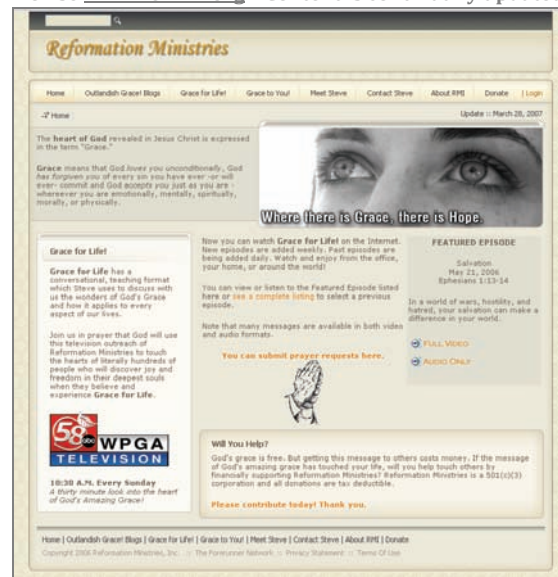 Reformation Ministries
Home Outlandish Grace! Blogs Grace for Life! Grace to You! Meet Steve Contact Steve About RMI Donate | Login
Home
Update :: March 28, 2007
The heart of God revealed in Jesus Christ is expressed
in the term "Grace."
Grace means that God loves you unconditionally, God
has forgiven you of every sin you have ever -or will
ever- commit and God accepts you just as you are -
wherever you are emotionally, mentally, spiritually,
morally, or physically.
Where there is Grace, there is Hope.
Grace for Life!
Grace for Life has a
conversational, teaching format
which Steve uses to discuss with
us the wonders of God's Grace
and how it applies to every
aspect of our lives.
Join us in prayer that God will use
this television outreach of
Reformation Ministries to touch
the hearts of literally hundreds of
people who will discover joy and
freedom in their deepest souls
when they believe and
experience Grace for Life.
58 abc WPGA
TELEVISION
10:30 A.M. Every Sunday
A thirty minute look into the heart
of God's Amazing Grace!
Now you can watch Grace for Life! on the Internet.
New episodes are added weekly. Past episodes are
being added daily. Watch and enjoy from the office,
your home, or around the world!
You can view or listen to the Featured Episode listed
here or see a complete listing to select a previous
episode.
Note that many messages are available in both video
and audio formats.
You can submit prayer requests here.
FEATURED EPISODE
Salvation
May 21, 2006
Ephesians 1:13-14
In a world of wars, hostility, and
hatred, your salvation can make a
difference in your world.
FULL VIDEO
AUDIO ONLY
Will You Help?
God's grace is free. But getting this message to others costs money. If the message
of God's amazing grace has touched your life, will you help touch others by
financially supporting Reformation Ministries? Reformation Ministries is a 501(c)(3)
corporation and all donations are tax deductible.
Please contribute today! Thank you.
Home | Outlandish Grace! Blogs | Grace for Life! | Grace to You! | Meet Steve | Contact Steve | About RMI | Donate
Copyright 2006 Reformation Ministries, Inc. :: The Forerunner Network :: Privacy Statement :: Terms Of Use